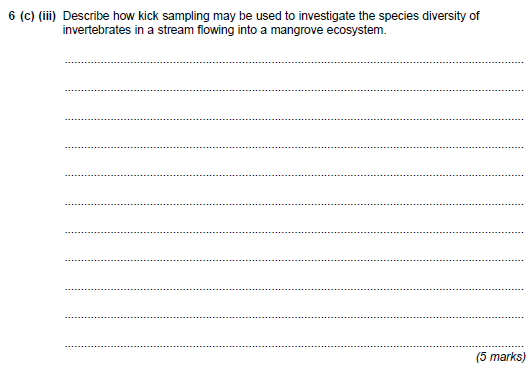 6 (c) (iii) Describe how kick sampling may be used to investigate the species diversity of
invertebrates in a stream flowing into a mangrove ecosystem.
(5 marks)